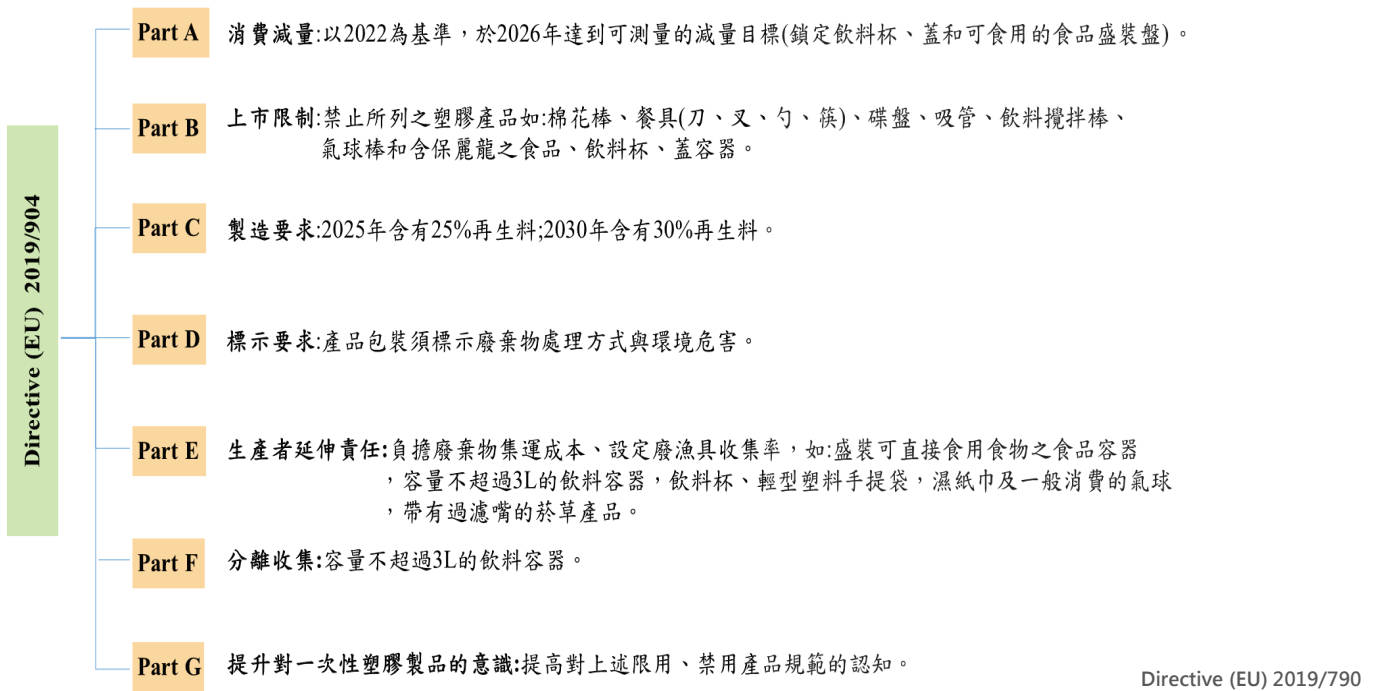 Directive (EU) 2019/904
Part A
消費減量:以2022為基準，於2026年達到可測量的減量目標(鎖定飲料杯、蓋和可食用的食品盛裝盤)。
Part B
上市限制:禁止所列之塑膠產品如:棉花棒、餐具(刀、叉、勺、筷)、碟盤、吸管、飲料攪拌棒、
氣球棒和含保麗龍之食品、飲料杯、蓋容器。
Part C
製造要求:2025年含有25%再生料;2030年含有30%再生料。
Part D
標示要求:產品包裝須標示廢棄物處理方式與環境危害。
Part E
生產者延伸責任:負擔廢棄物集運成本、設定廢漁具收集率，如:盛裝可直接食用食物之食品容器
，容量不超過3L的飲料容器，飲料杯、輕型塑料手提袋，濕紙巾及一般消費的氣球
，帶有過濾嘴的菸草產品。
Part F
分離收集:容量不超過3L的飲料容器。
Part G
提升對一次性塑膠製品的意識:提高對上述限用、禁用產品規範的認知。
Directive (EU) 2019/790